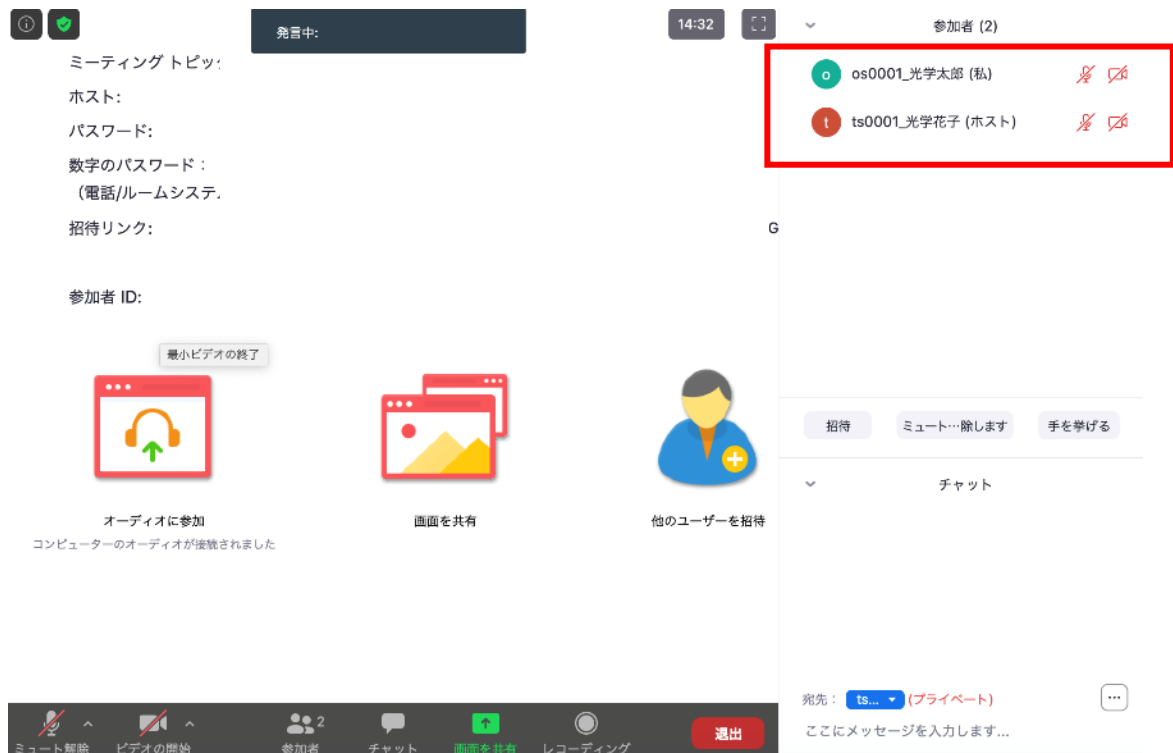 発言中:
14:32
ミーティング トピッ
ホスト:
パスワード:
数字のパスワード：
（電話/ルームシステ
招待リンク:
G
参加者 ID:
最小ビデオの終了
オーディオに参加
コンピューターのオーディオが接続されました
画面を共有
他のユーザーを招待
ミュート解除
ビデオの開始
2
参加者
チャット
画面を共有
レコーディング
退出
参加者 (2)
o
os0001_光学太郎 (私)
t
ts0001_光学花子 (ホスト)
招待
ミュート…除します
手を挙げる
チャット
宛先： ts... (プライベート)
ここにメッセージを入力します...